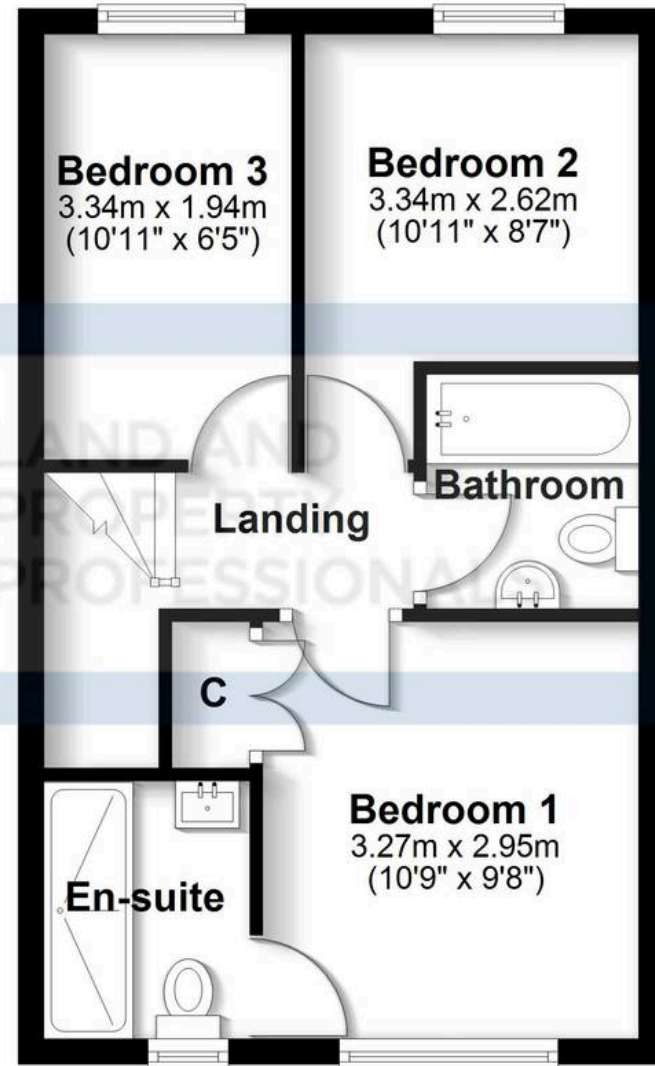 Bedroom 3
3.34m x 1.94m
(10'11" x 6'5")
Bedroom 2
3.34m x 2.62m
(10'11" x 8'7")
LAND AND
PROPERTY
PROFESSIONALS
Bathroom
Landing
C
Bedroom 1
3.27m x 2.95m
(10'9" x 9'8")
En-suite